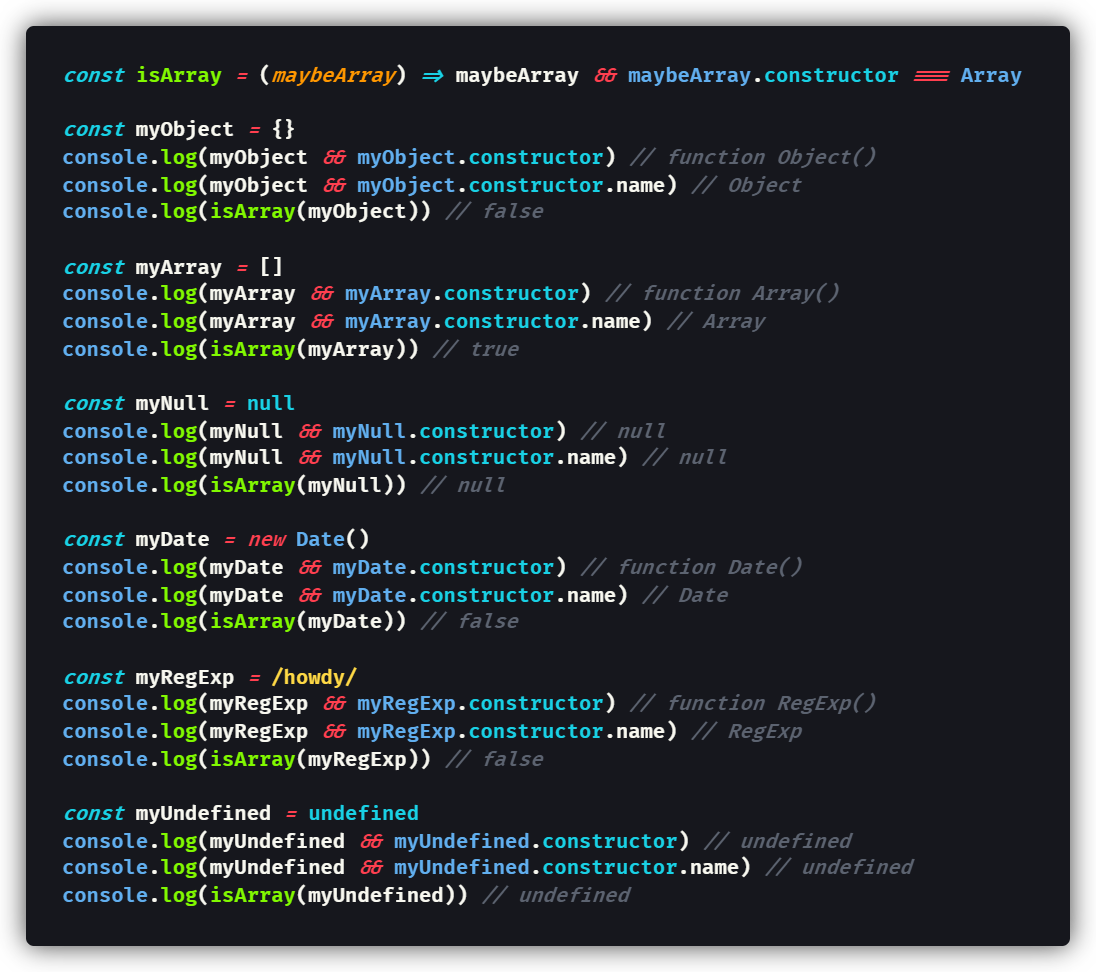 const isArray = (maybeArray) => maybeArray && maybeArray.constructor === Array
const myObject = {}
console.log(myObject && myObject.constructor) // function Object()
console.log(myObject && myObject.constructor.name) // Object
console.log(isArray(myObject)) // false
const myArray = []
console.log(myArray && myArray.constructor) // function Array()
console.log(myArray && myArray.constructor.name) // Array
console.log(isArray(myArray)) // true
const myNull = null
console.log(myNull && myNull.constructor) // null
console.log(myNull && myNull.constructor.name) // null
console.log(isArray(myNull)) // null
const myDate = new Date()
console.log(myDate && myDate.constructor) // function Date()
console.log(myDate && myDate.constructor.name) // Date
console.log(isArray(myDate)) // false
const myRegExp = /howdy/
console.log(myRegExp && myRegExp.constructor) // function RegExp()
console.log(myRegExp && myRegExp.constructor.name) // RegExp
console.log(isArray(myRegExp)) // false
const myUndefined = undefined
console.log(myUndefined && myUndefined.constructor) // undefined
console.log(myUndefined && myUndefined.constructor.name) // undefined
console.log(isArray(myUndefined)) // undefined